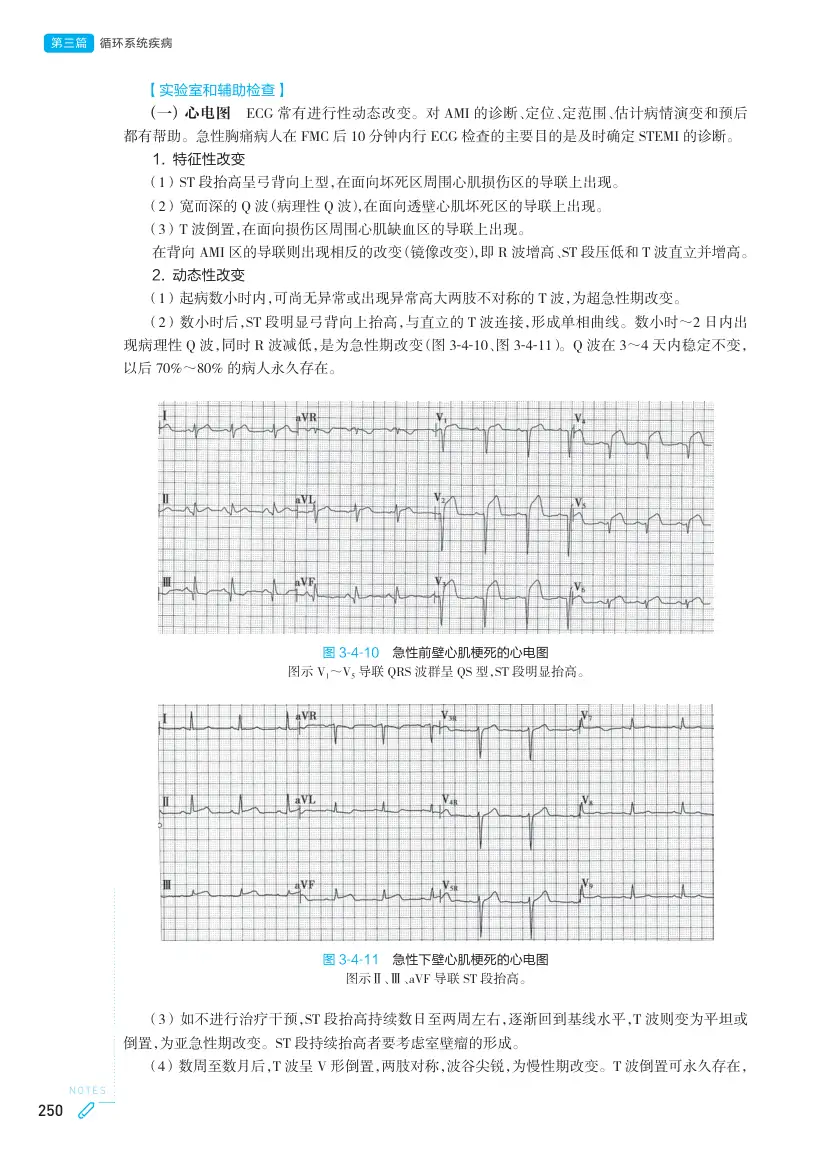 第三篇 循环系统疾病
【实验室和辅助检查】
(一) 心电图 ECG 常有进行性动态改变。对 AMI 的诊断、定位、定范围、估计病情演变和预后
都有帮助。急性胸痛病人在 FMC 后 10 分钟内行 ECG 检查的主要目的是及时确定 STEMI 的诊断。
1. 特征性改变
(1) ST 段抬高呈弓背向上型,在面向坏死区周围心肌损伤区的导联上出现。
(2) 宽而深的 Q 波(病理性 Q 波),在面向透壁心肌坏死区的导联上出现。
(3) T 波倒置,在面向损伤区周围心肌缺血区的导联上出现。
在背向 AMI 区的导联则出现相反的改变(镜像改变),即 R 波增高、ST 段压低和 T 波直立并增高。
2. 动态性改变
(1) 起病数小时内,可尚无异常或出现异常高大两肢不对称的 T 波,为超急性期改变。
(2) 数小时后,ST 段明显弓背向上抬高,与直立的 T 波连接,形成单相曲线。数小时~2 日内出
现病理性 Q 波,同时 R 波减低,是为急性期改变(图 3-4-10、图 3-4-11)。Q 波在 3~4 天内稳定不变,
以后 70%~80% 的病人永久存在。
Ⅰ aVR V1 V4
Ⅱ aVL V2 V5
Ⅲ aVF V3 V6
图 3-4-10 急性前壁心肌梗死的心电图
图示 V1~V5 导联 QRS 波群呈 QS 型,ST 段明显抬高。
Ⅰ aVR V3R V7
Ⅱ aVL V4R V8
Ⅲ aVF V5R V9
图 3-4-11 急性下壁心肌梗死的心电图
图示Ⅱ、Ⅲ、aVF 导联 ST 段抬高。
(3) 如不进行治疗干预,ST 段抬高持续数日至两周左右,逐渐回到基线水平,T 波则变为平坦或
倒置,为亚急性期改变。ST 段持续抬高者要考虑室壁瘤的形成。
(4) 数周至数月后,T 波呈 V 形倒置,两肢对称,波谷尖锐,为慢性期改变。T 波倒置可永久存在,
NOTES
250